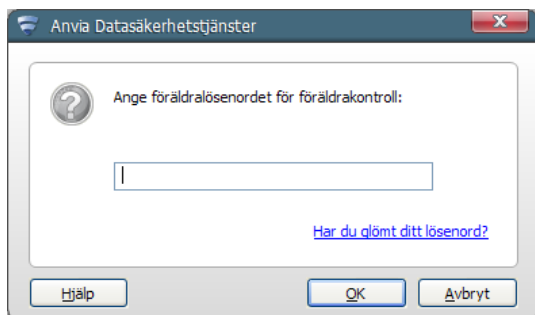 Anvia Datasäkerhetstjänster
Ange föräldralösenordet för föräldrakontroll:
Har du glömt ditt lösenord?
Hjälp OK Avbryt